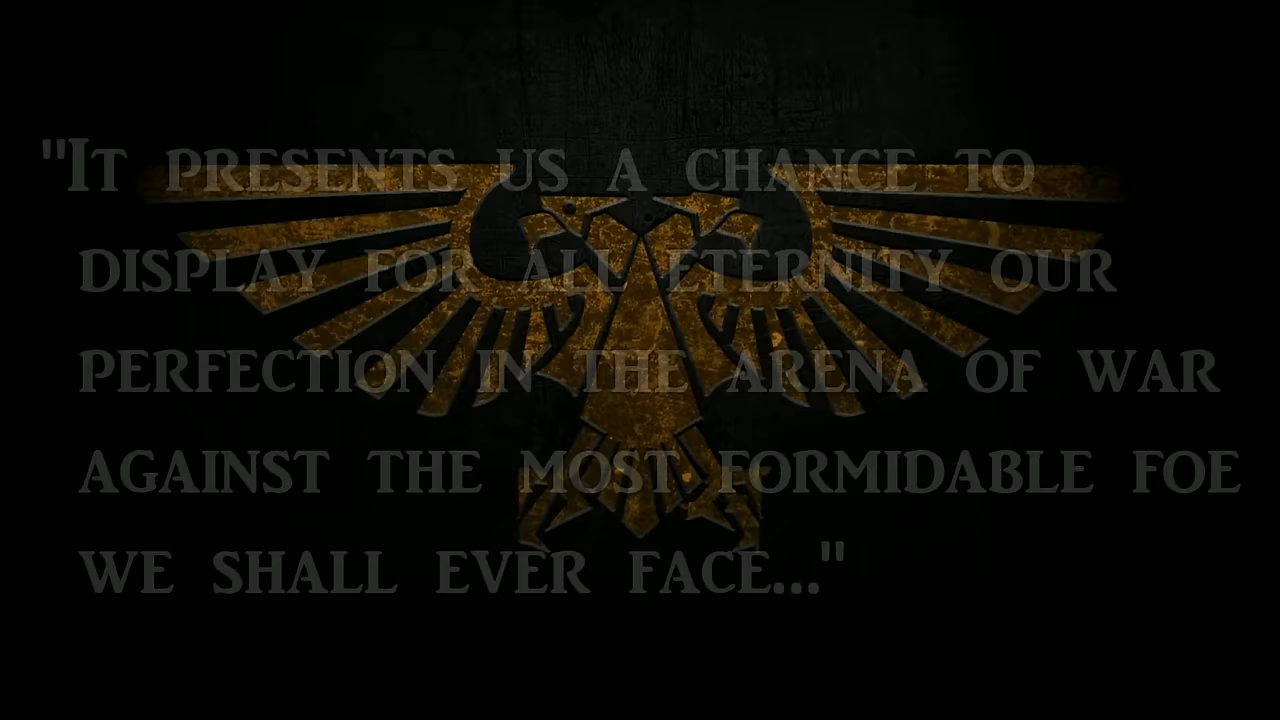 "It presents us a chance to
display for all eternity our
perfection in the arena of war
against the most formidable foe
we shall ever face..."